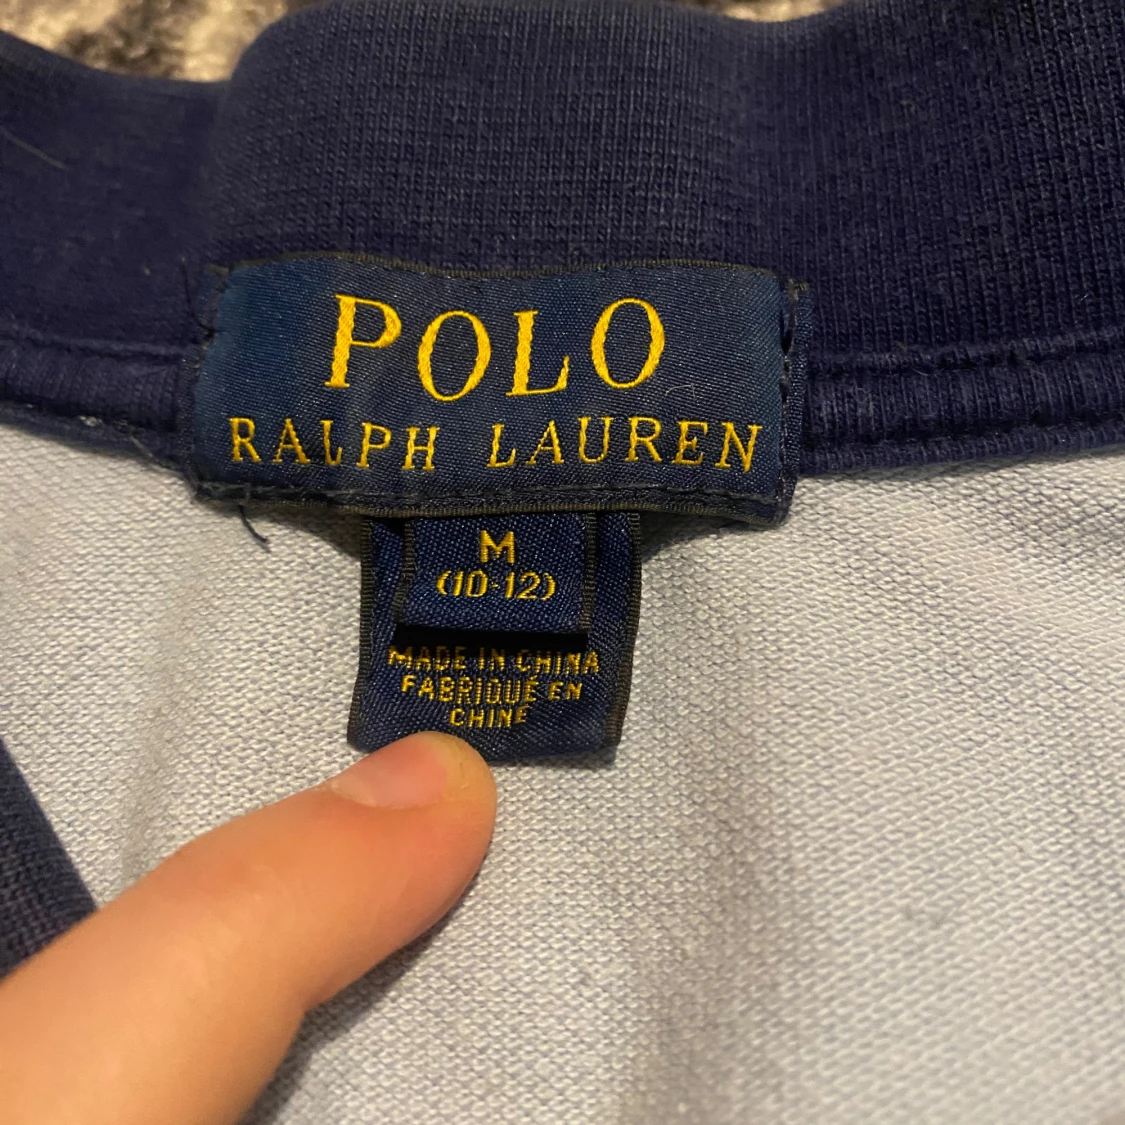 POLO
RALPH LAUREN
M
(10-12)
MADE IN CHINA
FABRIQUÉ EN
CHINE